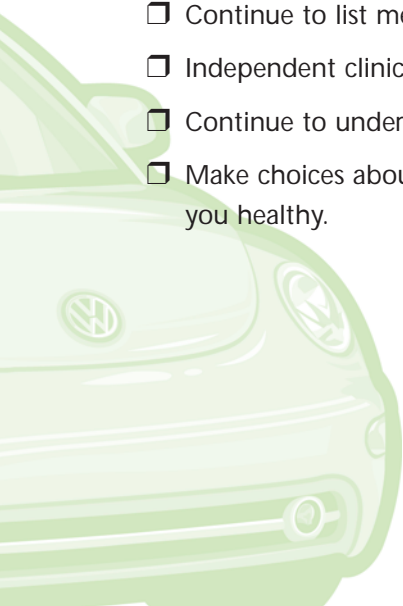 ❒ Continue to list me
❒ Independent clinic
❒ Continue to under
❒ Make choices abou
you healthy.